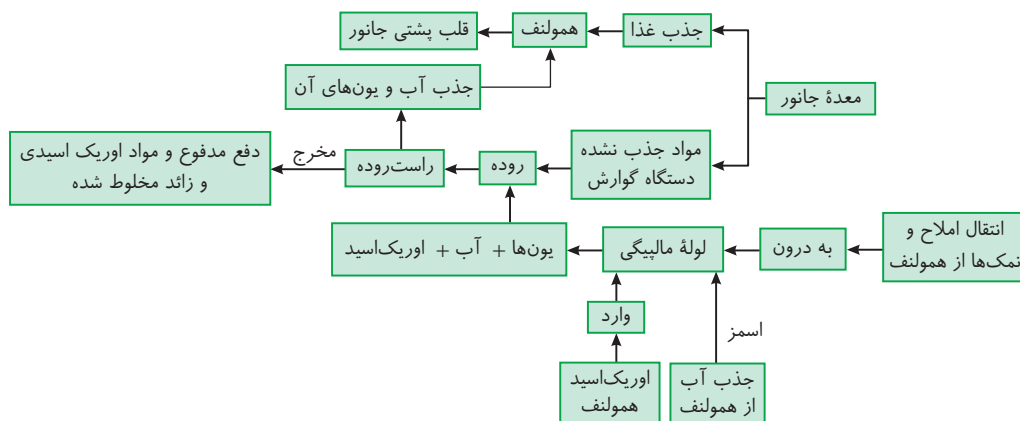 جذب غذا
همولنف
قلب پشتی جانور
جذب آب و یون‌های آن
معدهٔ جانور
مواد جذب نشده
دستگاه گوارش
روده
راست‌روده
مخرج
دفع مدفوع و مواد اوریک اسیدی
و زائد مخلوط شده
انتقال املاح و
نمک‌ها از همولنف
به درون
لولهٔ مالپیگی
یون‌ها + آب + اوریک‌اسید
وارد
اسمز
جذب آب
از همولنف
اوریک‌اسید
همولنف